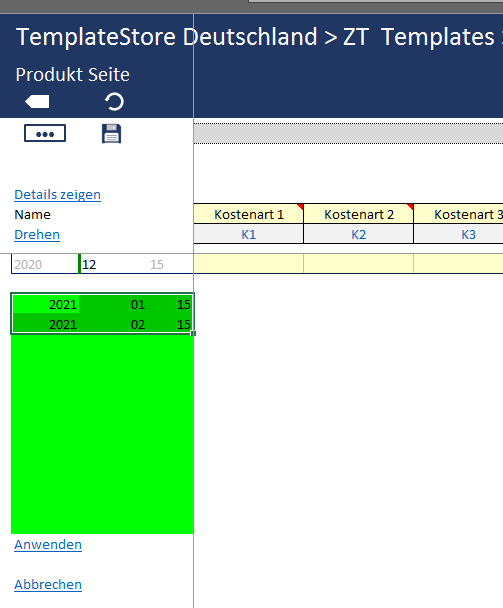 TemplateStore Deutschland > ZT Templates
Produkt Seite
Details zeigen
Name Kostenart 1 Kostenart 2 Kostenart 3
Drehen K1 K2 K3
2020 12 15
2021 01 15
2021 02 15
Anwenden
Abbrechen